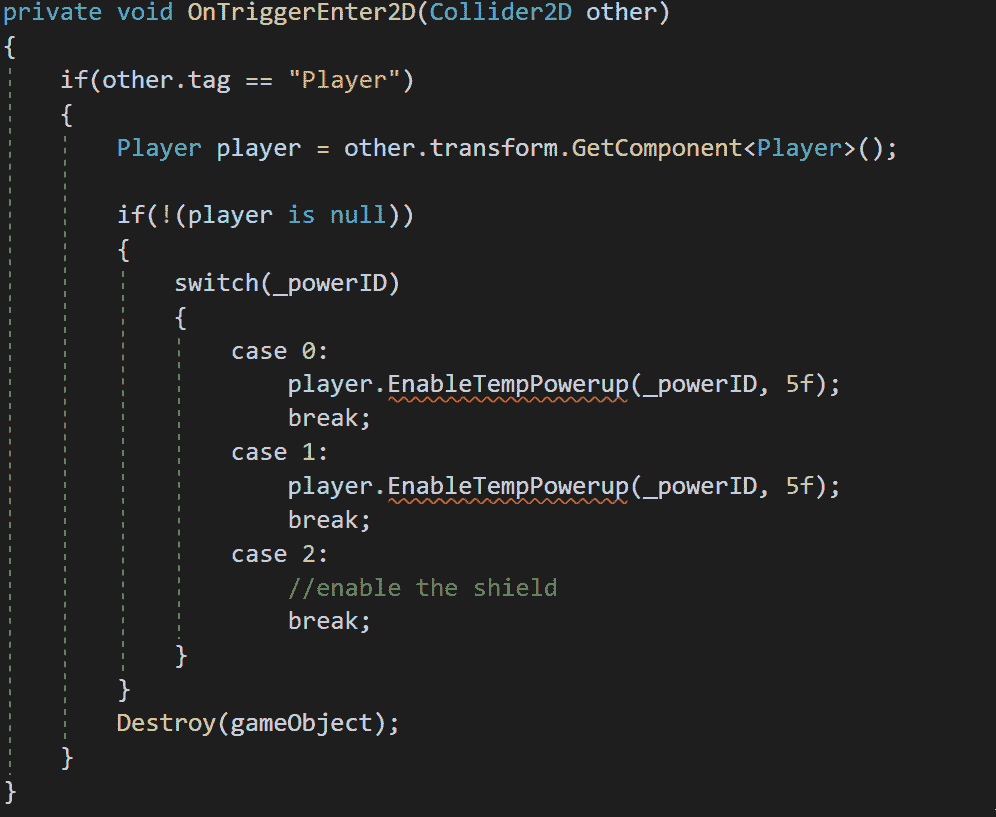 private void OnTriggerEnter2D(Collider2D other)
{
    if(other.tag == "Player")
    {
        Player player = other.transform.GetComponent<Player>();

        if(!(player is null))
        {
            switch(_powerID)
            {
                case 0:
                    player.EnableTempPowerup(_powerID, 5f);
                    break;
                case 1:
                    player.EnableTempPowerup(_powerID, 5f);
                    break;
                case 2:
                    //enable the shield
                    break;
            }
        }
        Destroy(gameObject);
    }
}